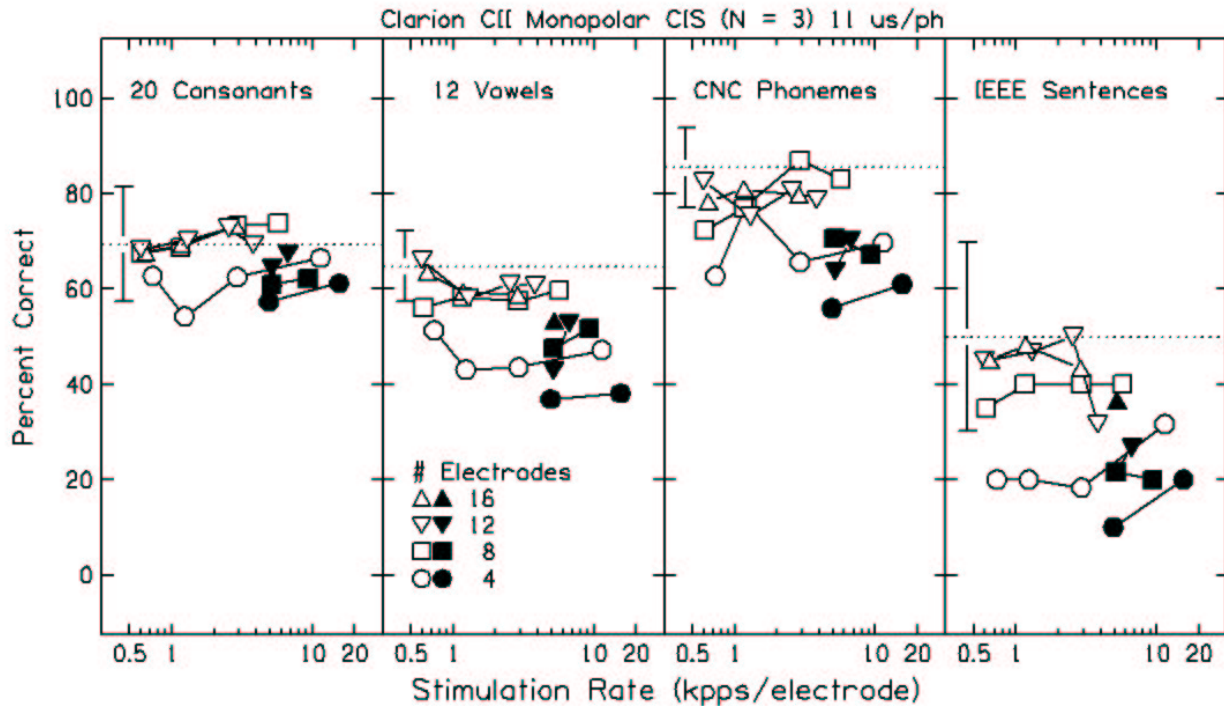 Clarion CII Monopolar CIS (N = 3) 11 us/ph
20 Consonants
12 Vowels
CNC Phonemes
IEEE Sentences
100
80
60
40
20
0
Percent Correct
# Electrodes
16
12
8
4
0.5 1 10 20
0.5 1 10 20
0.5 1 10 20
0.5 1 10 20
Stimulation Rate (kpps/electrode)